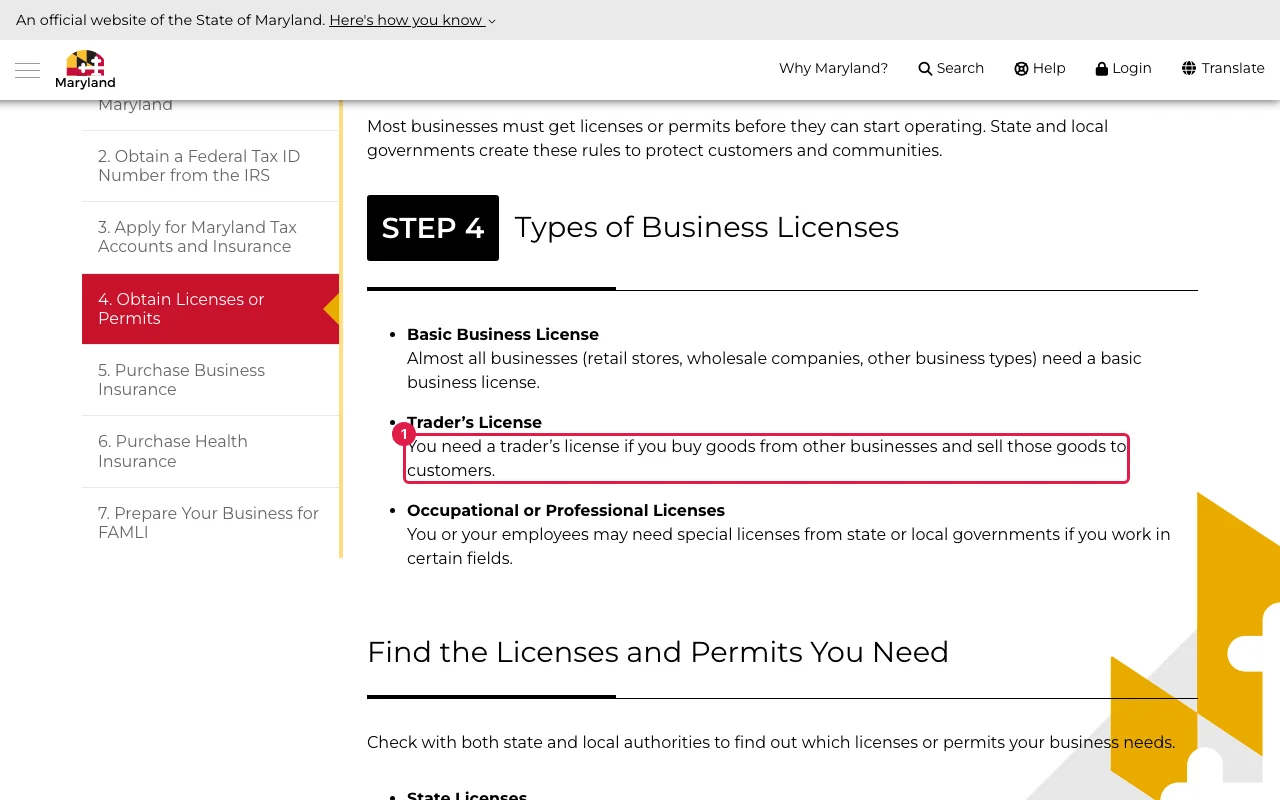 An official website of the State of Maryland. Here's how you know
Maryland
Why Maryland?
Search
Help
Login
Translate
Maryland
2. Obtain a Federal Tax ID
Number from the IRS
3. Apply for Maryland Tax
Accounts and Insurance
4. Obtain Licenses or
Permits
5. Purchase Business
Insurance
6. Purchase Health
Insurance
7. Prepare Your Business for
FAMLI
Most businesses must get licenses or permits before they can start operating. State and local
governments create these rules to protect customers and communities.
STEP 4 Types of Business Licenses
• Basic Business License
Almost all businesses (retail stores, wholesale companies, other business types) need a basic
business license.
• Trader’s License
1
You need a trader’s license if you buy goods from other businesses and sell those goods to
customers.
• Occupational or Professional Licenses
You or your employees may need special licenses from state or local governments if you work in
certain fields.
Find the Licenses and Permits You Need
Check with both state and local authorities to find out which licenses or permits your business needs.
• State Licenses